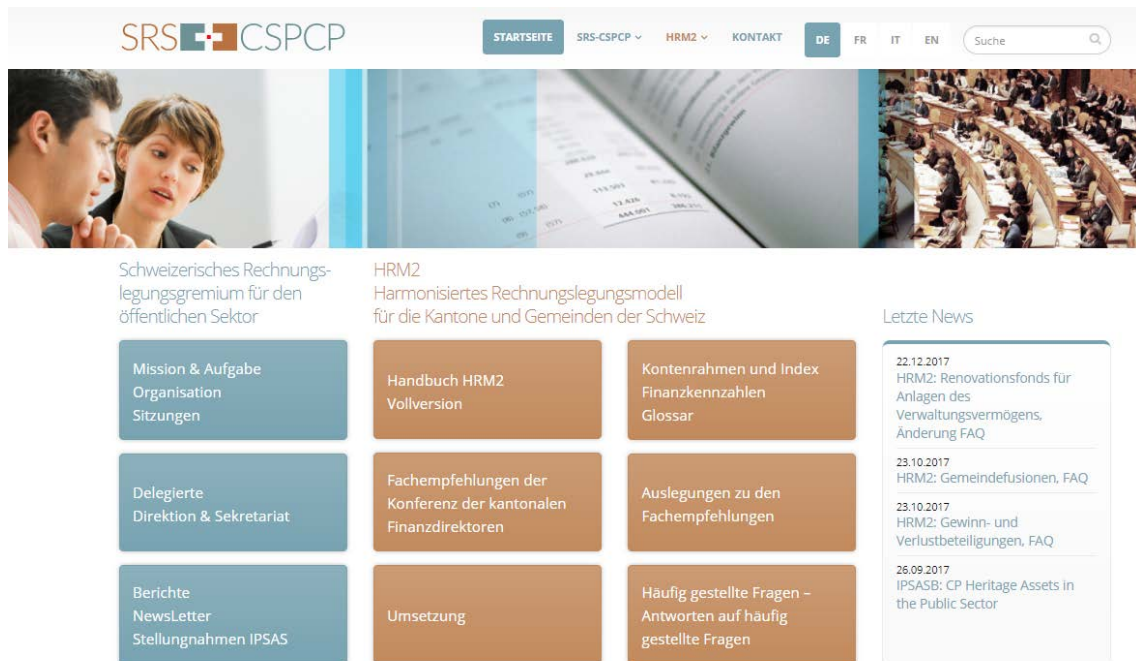 SRS CSPCP
STARTSEITE
SRS-CSPCP
HRM2
KONTAKT
DE
FR
IT
EN
Suche
Schweizerisches Rechnungs-
legungsgremium für den
öffentlichen Sektor
HRM2
Harmonisiertes Rechnungslegungsmodell
für die Kantone und Gemeinden der Schweiz
Mission & Aufgabe
Organisation
Sitzungen
Delegierte
Direktion & Sekretariat
Berichte
NewsLetter
Stellungnahmen IPSAS
Handbuch HRM2
Vollversion
Kontenrahmen und Index
Finanzkennzahlen
Glossar
Fachempfehlungen der
Konferenz der kantonalen
Finanzdirektoren
Auslegungen zu den
Fachempfehlungen
Umsetzung
Häufig gestellte Fragen –
Antworten auf häufig
gestellte Fragen
Letzte News
22.12.2017
HRM2: Renovationsfonds für
Anlagen des
Verwaltungsvermögens,
Änderung FAQ
23.10.2017
HRM2: Gemeindefusionen, FAQ
23.10.2017
HRM2: Gewinn- und
Verlustbeteiligungen, FAQ
26.09.2017
IPSASB: CP Heritage Assets in
the Public Sector